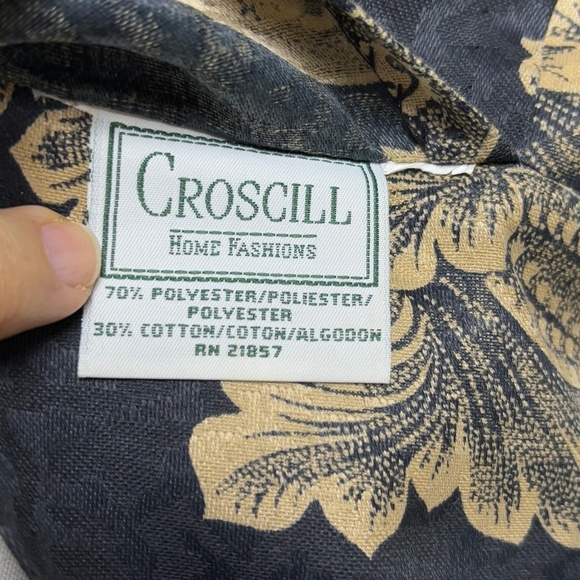 CROSCILL
HOME FASHIONS
70% POLYESTER/POLIESTER/
POLYESTER
30% COTTON/COTON/ALGODON
RN 21857